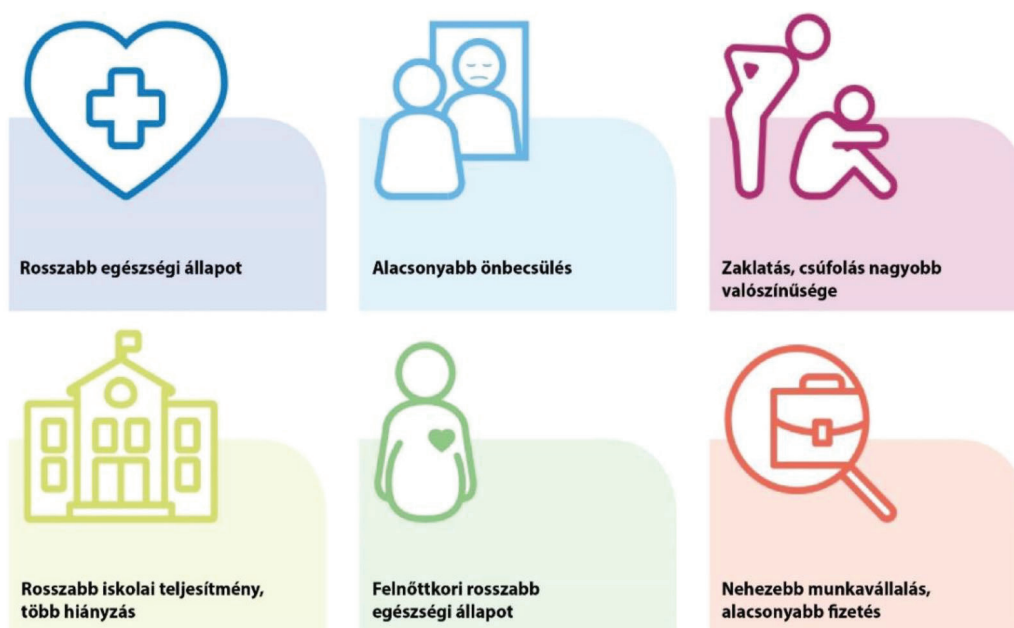 Rosszabb egészségi állapot
Alacsonyabb önbecsülés
Zaklatás, csúfolás nagyobb
valószínűsége
Rosszabb iskolai teljesítmény,
több hiányzás
Felnőttkori rosszabb
egészségi állapot
Nehezebb munkavállalás,
alacsonyabb fizetés